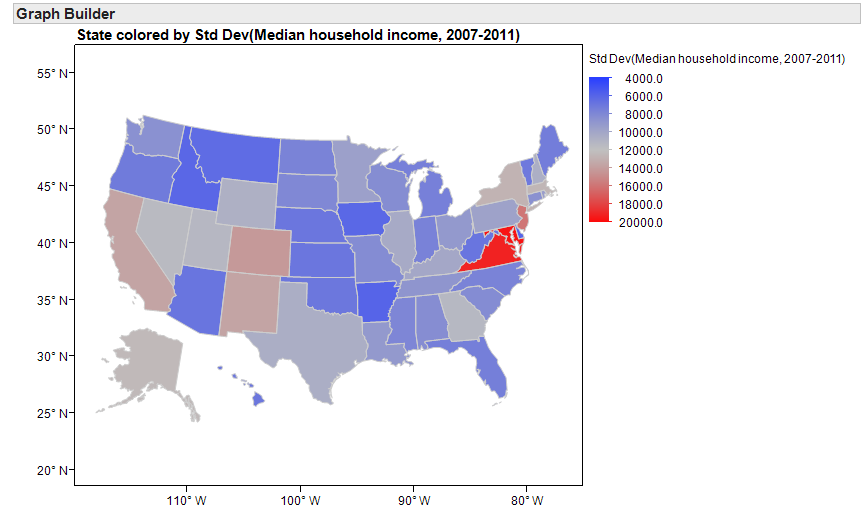 Graph Builder
State colored by Std Dev(Median household income, 2007-2011)
Std Dev(Median household income, 2007-2011)
4000.0
6000.0
8000.0
10000.0
12000.0
14000.0
16000.0
18000.0
20000.0
55° N
50° N
45° N
40° N
35° N
30° N
25° N
20° N
110° W 100° W 90° W 80° W